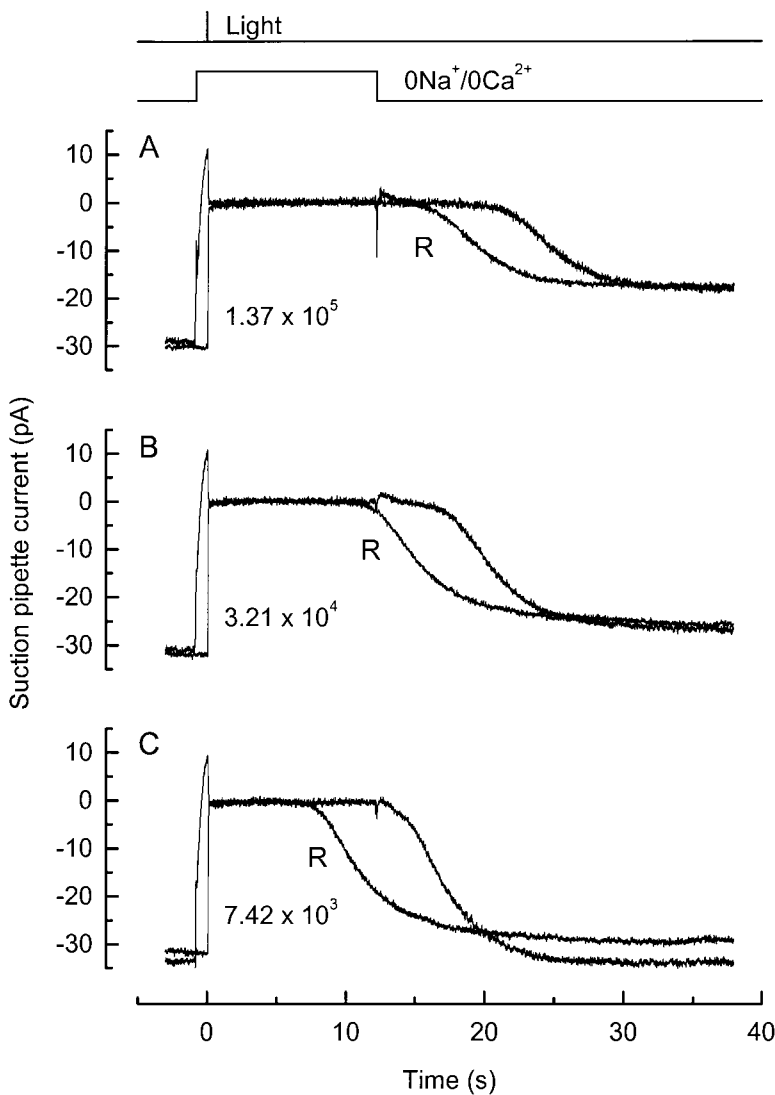 Light
0Na⁺/0Ca²⁺
A
10
0
-10
-20
-30
R
1.37 x 10⁵
B
10
0
-10
-20
-30
R
3.21 x 10⁴
C
10
0
-10
-20
-30
R
7.42 x 10³
Suction pipette current (pA)
0 10 20 30 40
Time (s)